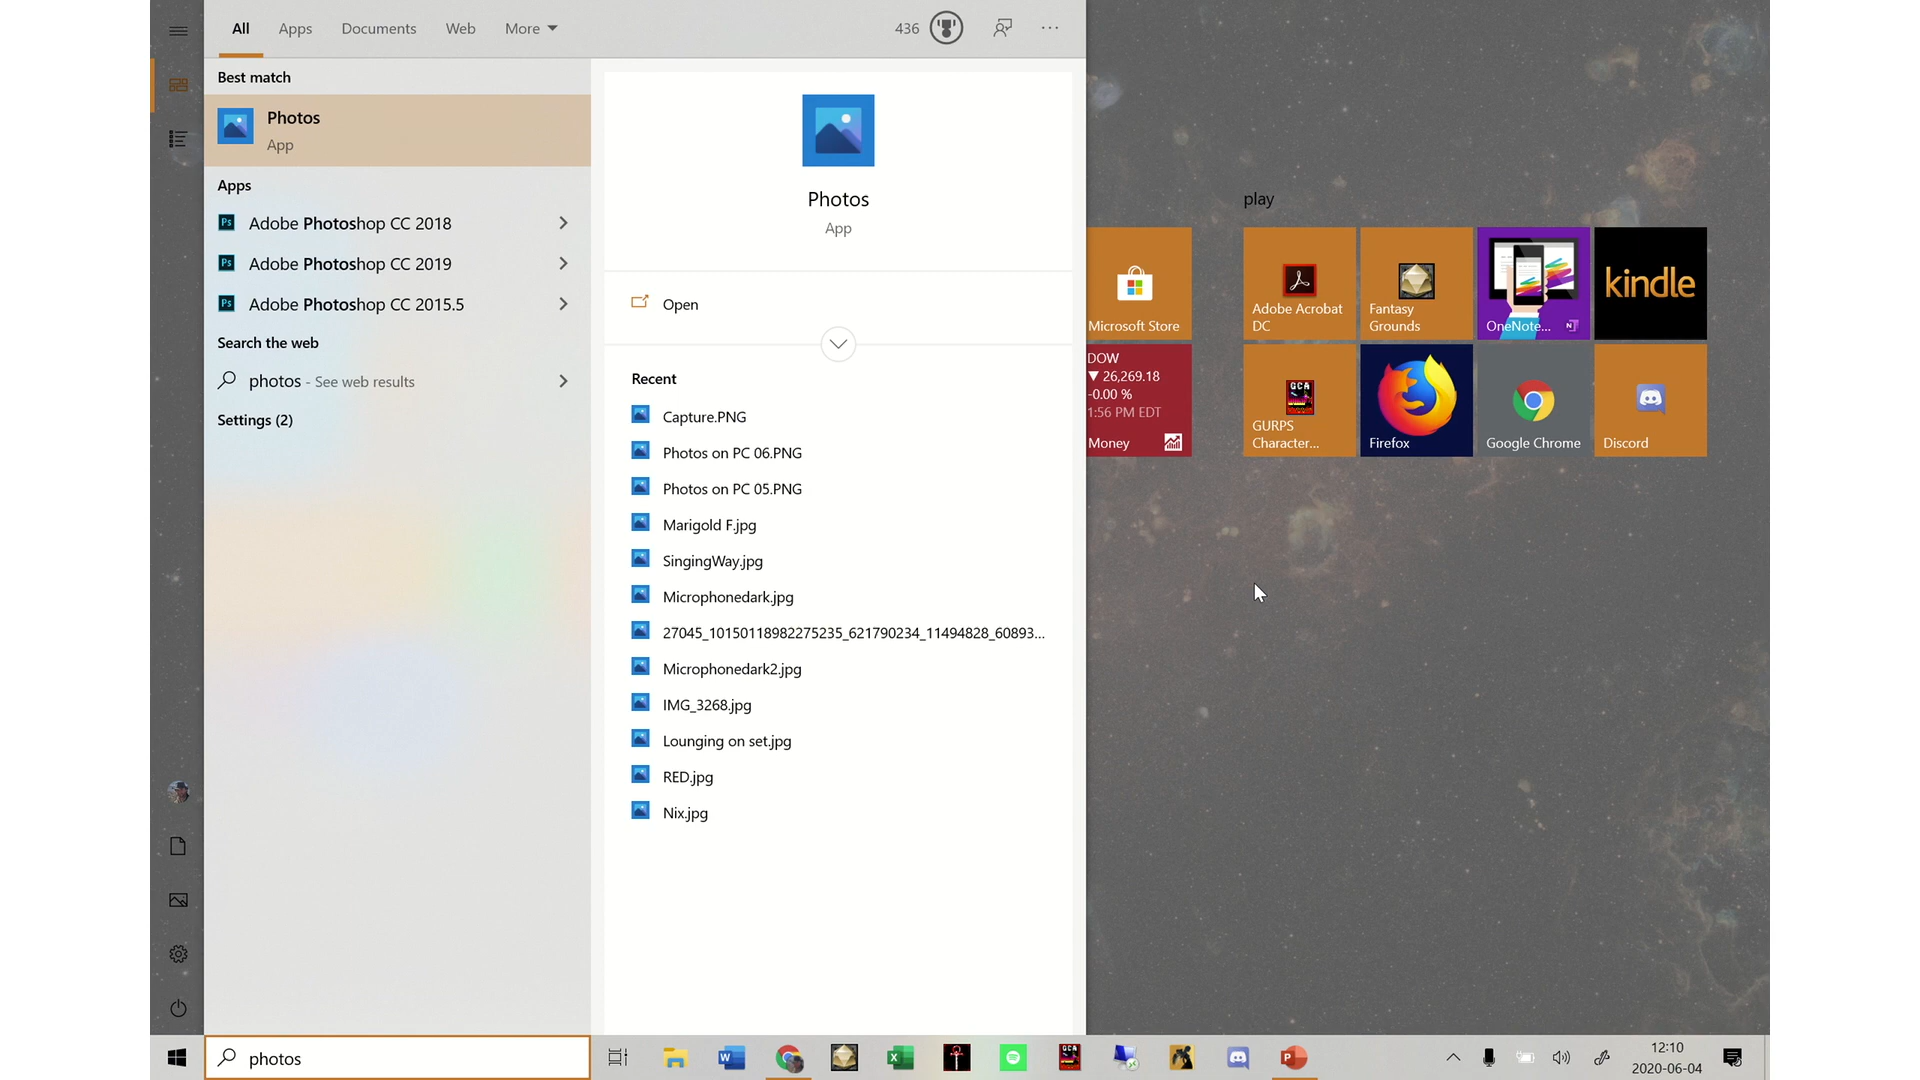 All
Apps
Documents
Web
More
436
Best match
Photos
App
Apps
Adobe Photoshop CC 2018
Adobe Photoshop CC 2019
Adobe Photoshop CC 2015.5
Search the web
photos - See web results
Settings (2)
Photos
App
Open
Recent
Capture.PNG
Photos on PC 06.PNG
Photos on PC 05.PNG
Marigold F.jpg
SingingWay.jpg
Microphonedark.jpg
27045_10150118982275235_621790234_11494828_60893...
Microphonedark2.jpg
IMG_3268.jpg
Lounging on set.jpg
RED.jpg
Nix.jpg
Microsoft Store
DOW
▼ 26,269.18
-0.00 %
1:56 PM EDT
Money
play
Adobe Acrobat
DC
Fantasy
Grounds
OneNote...
kindle
GCA
GURPS
Character...
Firefox
Google Chrome
Discord
photos
12:10
2020-06-04